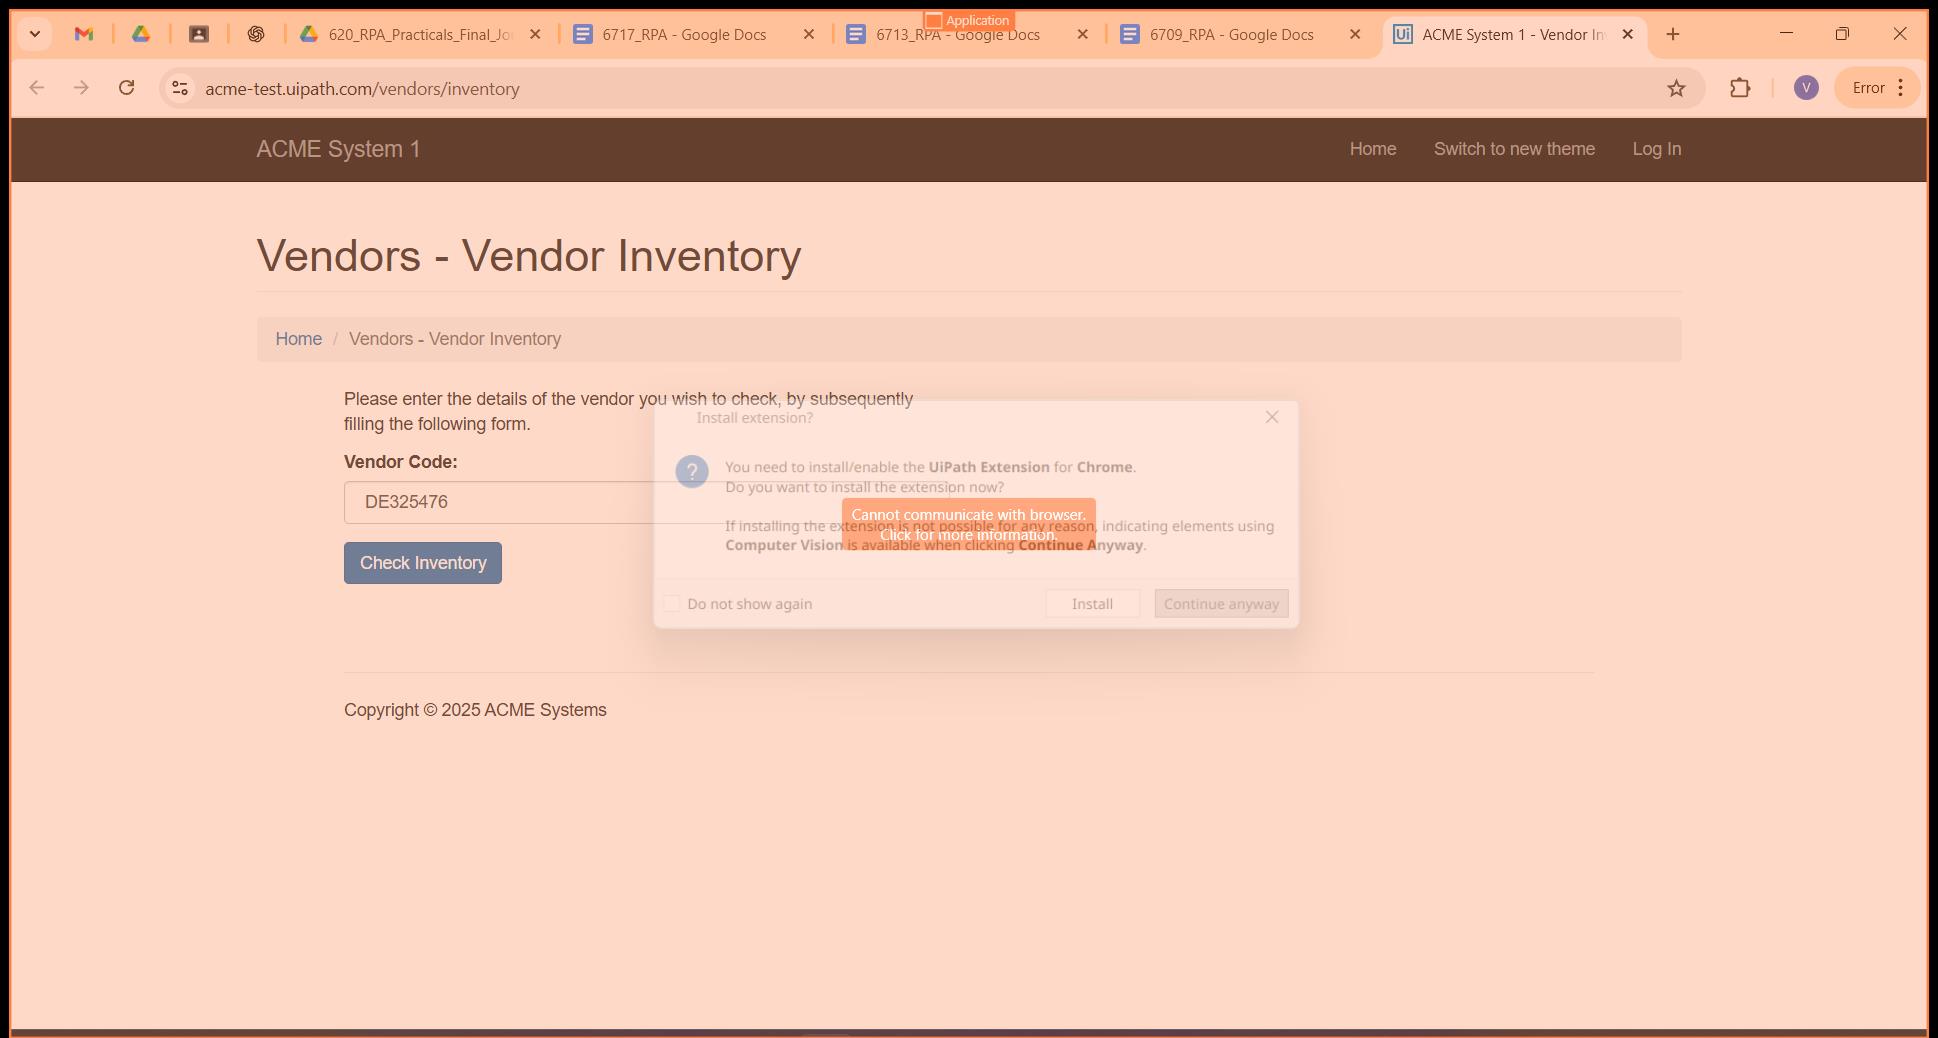 Application
620_RPA_Practicals_Final_Jo
6717_RPA - Google Docs
6713_RPA - Google Docs
6709_RPA - Google Docs
Ui
ACME System 1 - Vendor In
acme-test.uipath.com/vendors/inventory
V
Error
ACME System 1
Home
Switch to new theme
Log In
Vendors - Vendor Inventory
Home / Vendors - Vendor Inventory
Please enter the details of the vendor you wish to check, by subsequently
filling the following form.
Vendor Code:
DE325476
Check Inventory
Install extension?
You need to install/enable the UiPath Extension for Chrome.
Do you want to install the extension now?
If installing the extension is not possible for any reason, indicating elements using
Computer Vision is available when clicking Continue Anyway.
Cannot communicate with browser.
Click for more information.
Do not show again
Install
Continue anyway
Copyright © 2025 ACME Systems